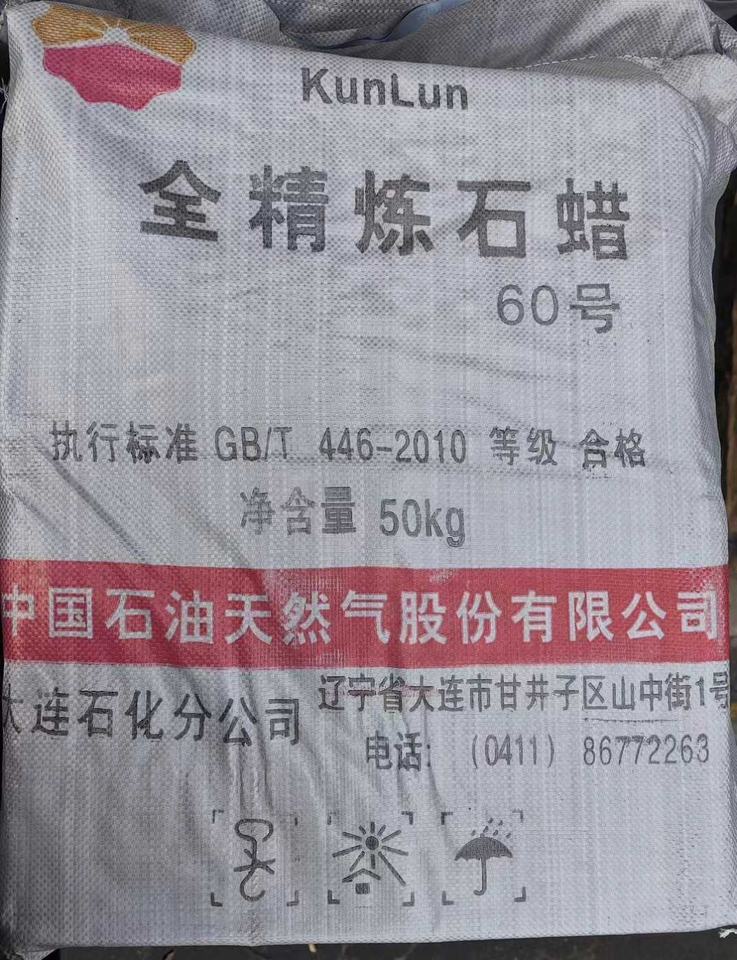 KunLun
全精炼石蜡
60号
执行标准 GB/T 446-2010 等级 合格
净含量 50kg
中国石油天然气股份有限公司
大连石化分公司
辽宁省大连市甘井子区山中街1号
电话: (0411) 86772263